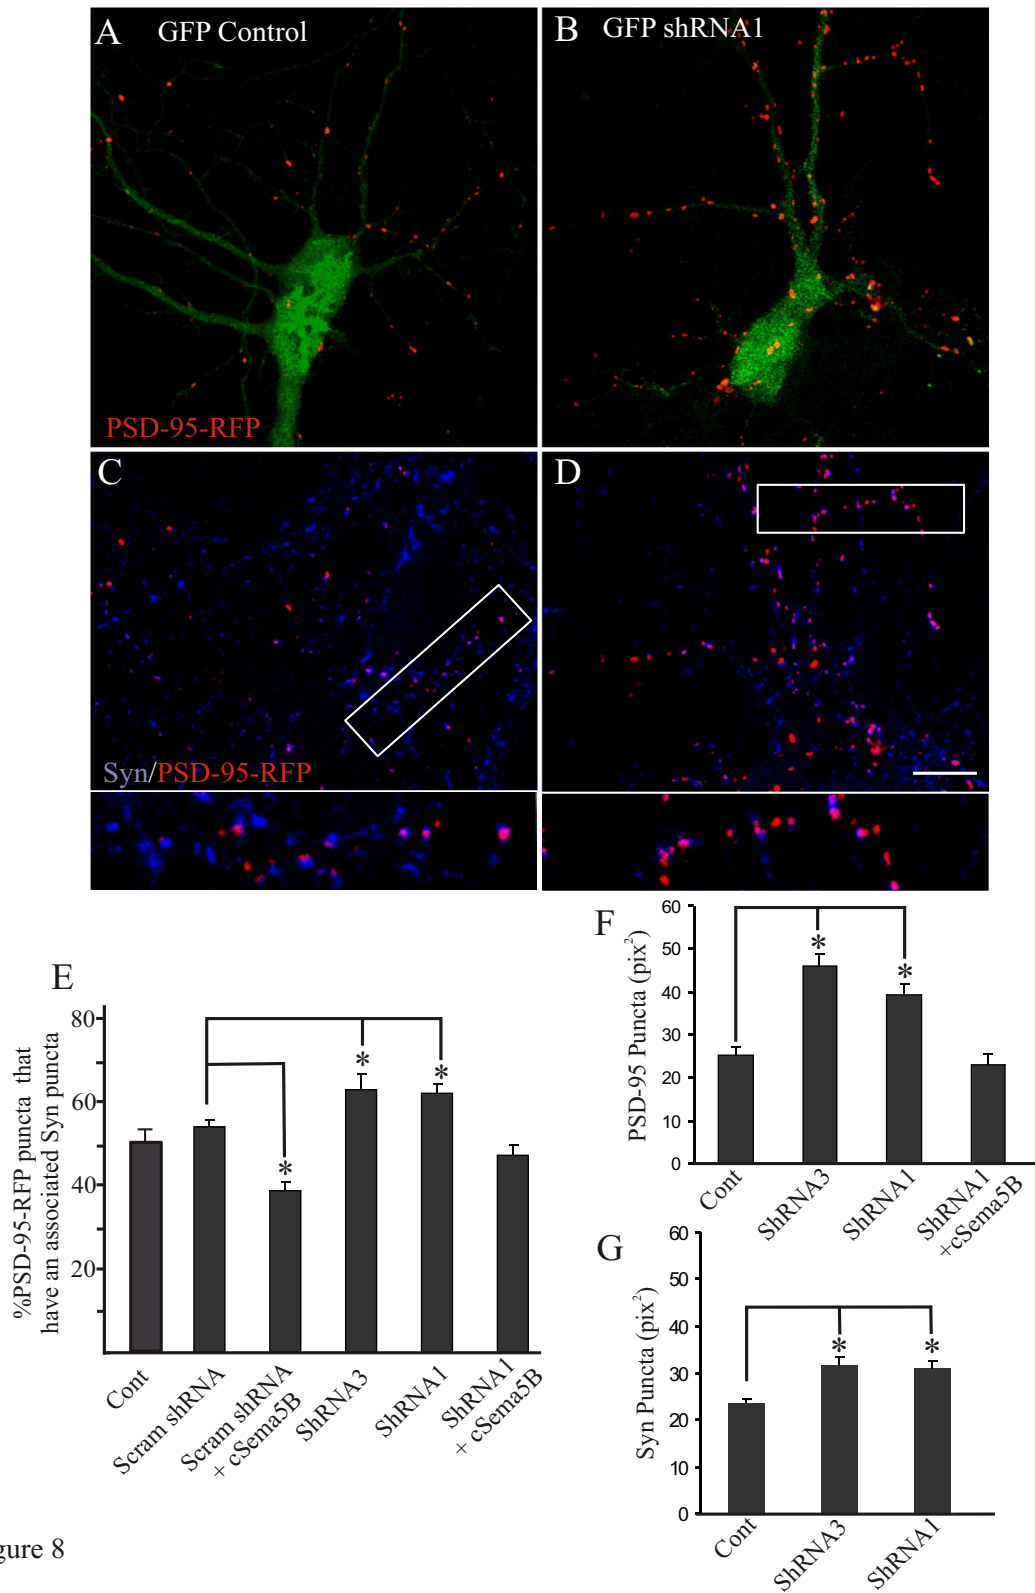 A
GFP Control
B
GFP shRNA1
PSD-95-RFP
C
D
Syn/PSD-95-RFP
E
%PSD-95-RFP puncta that
have an associated Syn puncta
80
60
40
20
Cont
Scram shRNA
Scram shRNA
+ cSema5B
ShRNA3
ShRNA1
ShRNA1
+ cSema5B
* * *
F
PSD-95 Puncta (pix²)
60
50
40
30
20
10
0
* *
Cont
ShRNA3
ShRNA1
ShRNA1
+cSema5B
G
Syn Puncta (pix²)
60
50
40
30
20
10
0
* *
Cont
ShRNA3
ShRNA1
gure 8